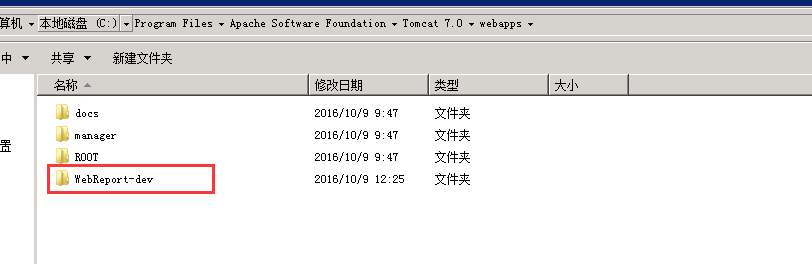 算机 ▾ 本地磁盘 (C:) ▾ Program Files ▾ Apache Software Foundation ▾ Tomcat 7.0 ▾ webapps ▾
中 ▾ 共享 ▾ 新建文件夹
名称 修改日期 类型 大小
docs 2016/10/9 9:47 文件夹
manager 2016/10/9 9:47 文件夹
置
ROOT 2016/10/9 9:47 文件夹
WebReport-dev 2016/10/9 12:25 文件夹